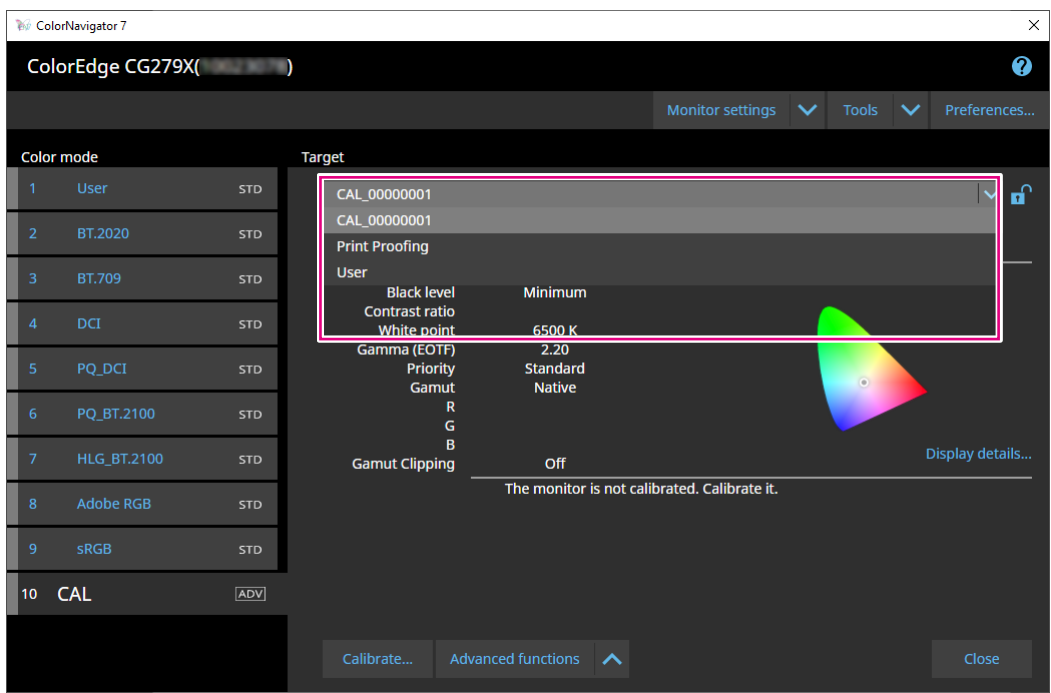 ColorNavigator 7
ColorEdge CG279X( )
Monitor settings Tools Preferences...
Color mode
1 User STD
2 BT.2020 STD
3 BT.709 STD
4 DCI STD
5 PQ_DCI STD
6 PQ_BT.2100 STD
7 HLG_BT.2100 STD
8 Adobe RGB STD
9 sRGB STD
10 CAL ADV
Target
CAL_00000001
CAL_00000001
Print Proofing
User
Black level Minimum
Contrast ratio
White point 6500 K
Gamma (EOTF) 2.20
Priority Standard
Gamut Native
R
G
B
Gamut Clipping Off
Display details...
The monitor is not calibrated. Calibrate it.
Calibrate... Advanced functions Close